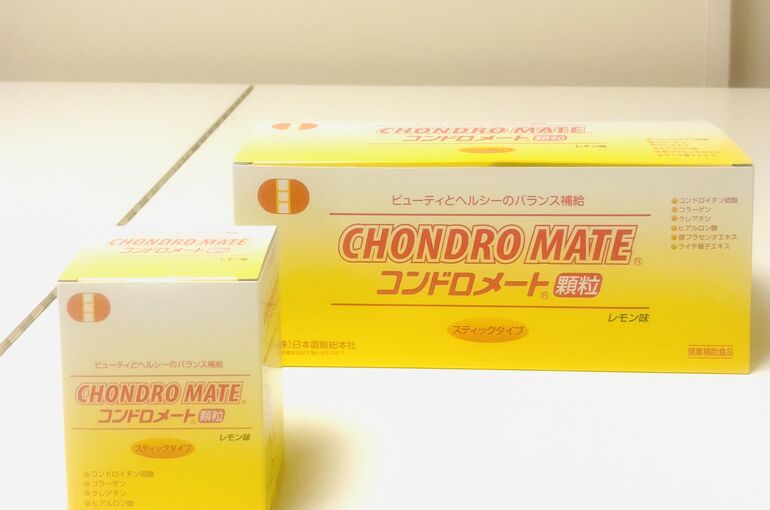 CHONDRO MATE
コンドロメート 顆粒
レモン味
ビューティとヘルシーのバランス補給
CHONDRO MATE®
コンドロメート® 顆粒
レモン味
スティックタイプ
コンドロイチン硫酸
コラーゲン
クレアチン
ヒアルロン酸
豚プラセンタエキス
ライチ種子エキス
(株)日本直販総本社
健康補助食品
CHONDRO MATE
コンドロメート 顆粒
レモン味
ビューティとヘルシーのバランス補給
CHONDRO MATE®
コンドロメート® 顆粒
レモン味
スティックタイプ
コンドロイチン硫酸
コラーゲン
クレアチン
ヒアルロン酸